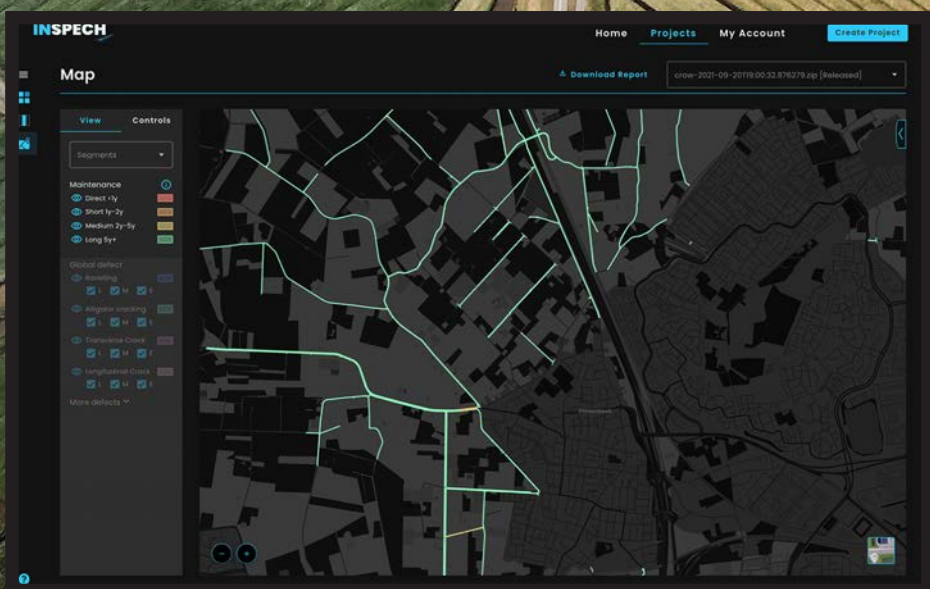 INSPECH
Home Projects My Account Create Project
Map
Download Report
crow-2021-09-20T19:00:32.876279.zip [Released]
View Controls
Segments
Maintenance
Direct <1y
Short 1y-2y
Medium 2y-5y
Long 5y+
Global defect
Raveling
L M E
Alligator cracking
L M E
Transverse Crack
L M E
Longitudinal Crack
L M E
More defects